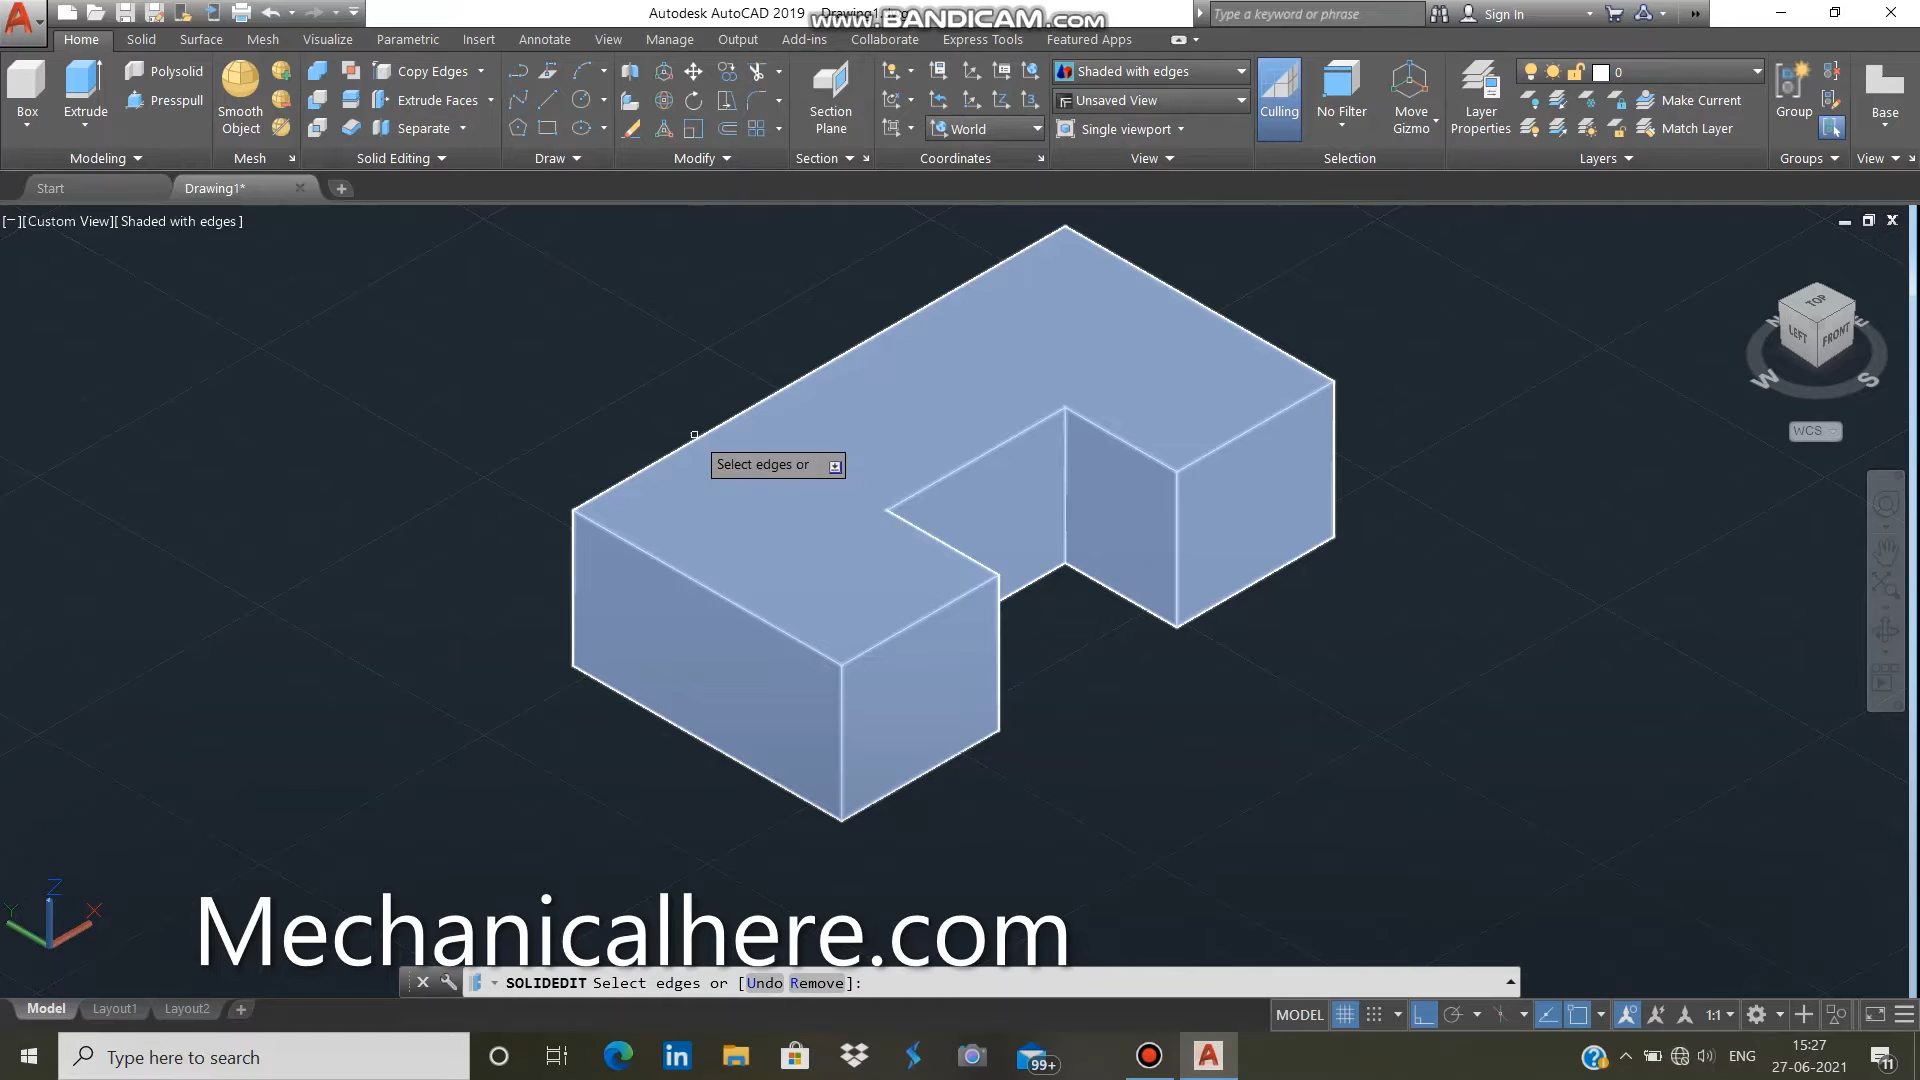 Autodesk AutoCAD 2019 Drawing1.dwg
www.BANDICAM.com
Type a keyword or phrase
Sign In
Home Solid Surface Mesh Visualize Parametric Insert Annotate View Manage Output Add-ins Collaborate Express Tools Featured Apps
Box
Extrude
Polysolid
Presspull
Modeling
Smooth
Object
Mesh
Copy Edges
Extrude Faces
Separate
Solid Editing
Draw
Modify
Section
Plane
Section
World
Coordinates
Shaded with edges
Unsaved View
Single viewport
View
Culling
No Filter
Move
Gizmo
Selection
Layer
Properties
0
Make Current
Match Layer
Layers
Group
Groups
Base
View
Start
Drawing1*
[−][Custom View][Shaded with edges]
TOP
LEFT
FRONT
N
E
W
S
WCS
Select edges or
Z
Y
X
Mechanicalhere.com
SOLIDEDIT Select edges or [Undo Remove]:
Model Layout1 Layout2
MODEL
1:1
Type here to search
99+
ENG
15:27
27-06-2021
11